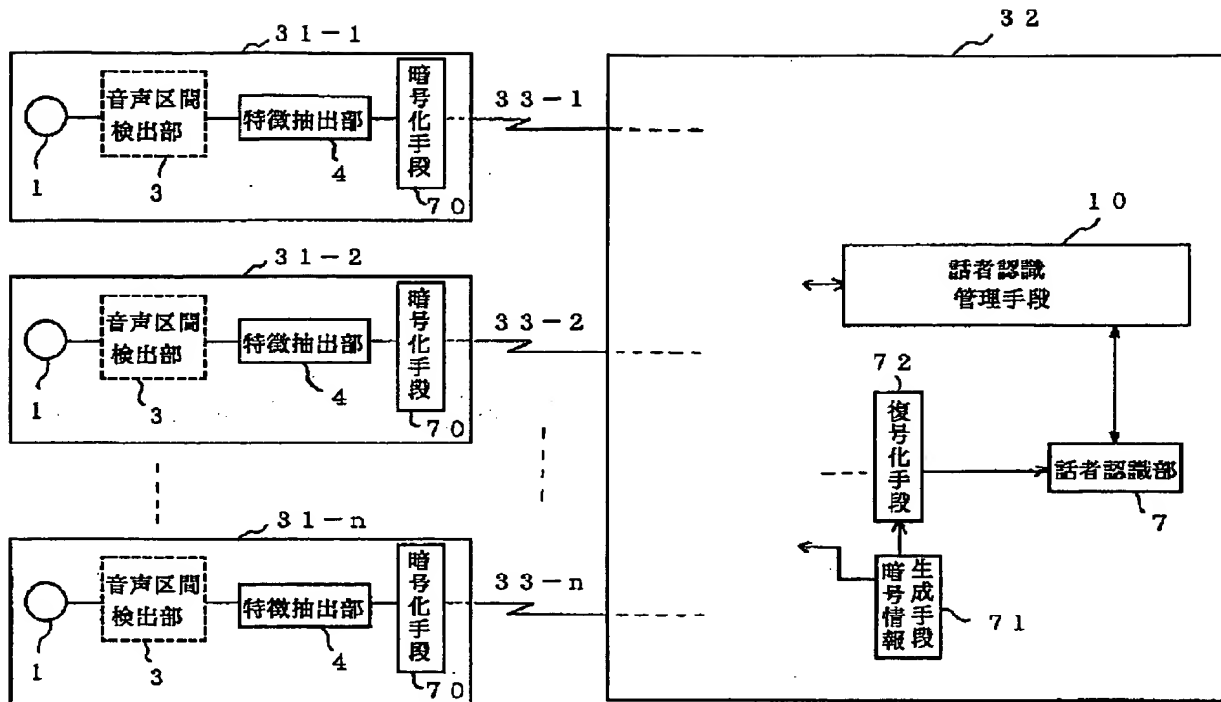 31-1
音声区間
検出部
特徴抽出部
暗号化手段
1
3
4
70
33-1
31-2
音声区間
検出部
特徴抽出部
暗号化手段
1
3
4
70
33-2
31-n
音声区間
検出部
特徴抽出部
暗号化手段
1
3
4
70
33-n
32
10
話者認識
管理手段
72
復号化手段
話者認識部
7
暗号情報
生成手段
71